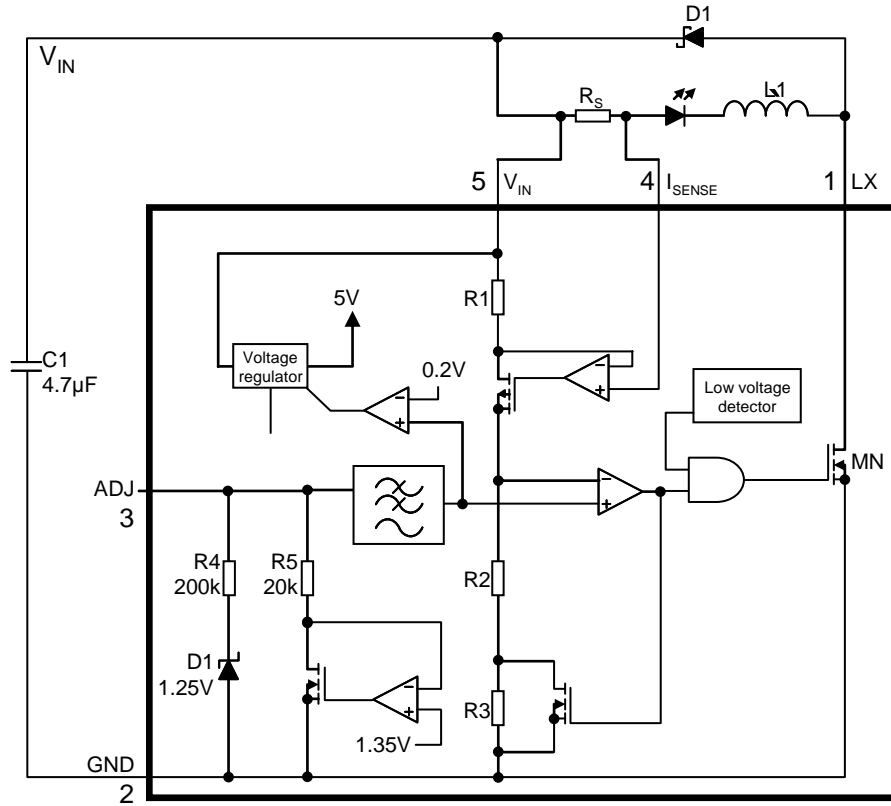 D1
VIN
RS
L1
5 VIN
4 ISENSE
1 LX
R1
5V
C1
4.7µF
Voltage
regulator
0.2V
Low voltage
detector
MN
ADJ
3
R4
200k
R5
20k
R2
D1
1.25V
R3
1.35V
GND
2